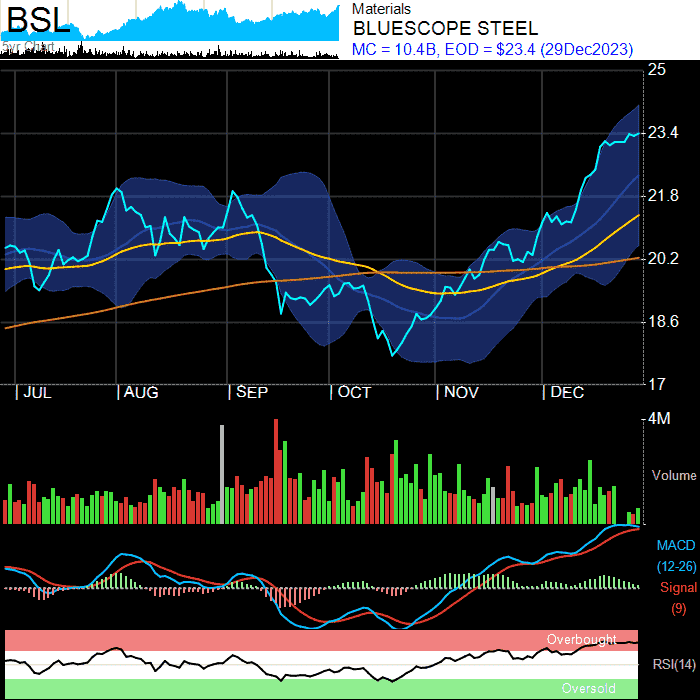 BSL
5yr Chart
Materials
BLUESCOPE STEEL
MC = 10.4B, EOD = $23.4 (29Dec2023)
25
23.4
21.8
20.2
18.6
17
| JUL | AUG | SEP | OCT | NOV | DEC
4M
Volume
MACD
(12-26)
Signal
(9)
Overbought
RSI(14)
Oversold